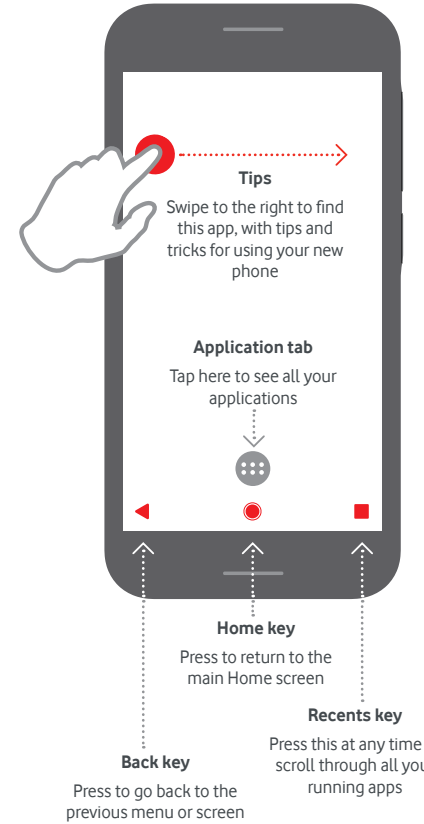 Tips
Swipe to the right to find
this app, with tips and
tricks for using your new
phone
Application tab
Tap here to see all your
applications
Home key
Press to return to the
main Home screen
Recents key
Press this at any time
scroll through all you
running apps
Back key
Press to go back to the
previous menu or screen